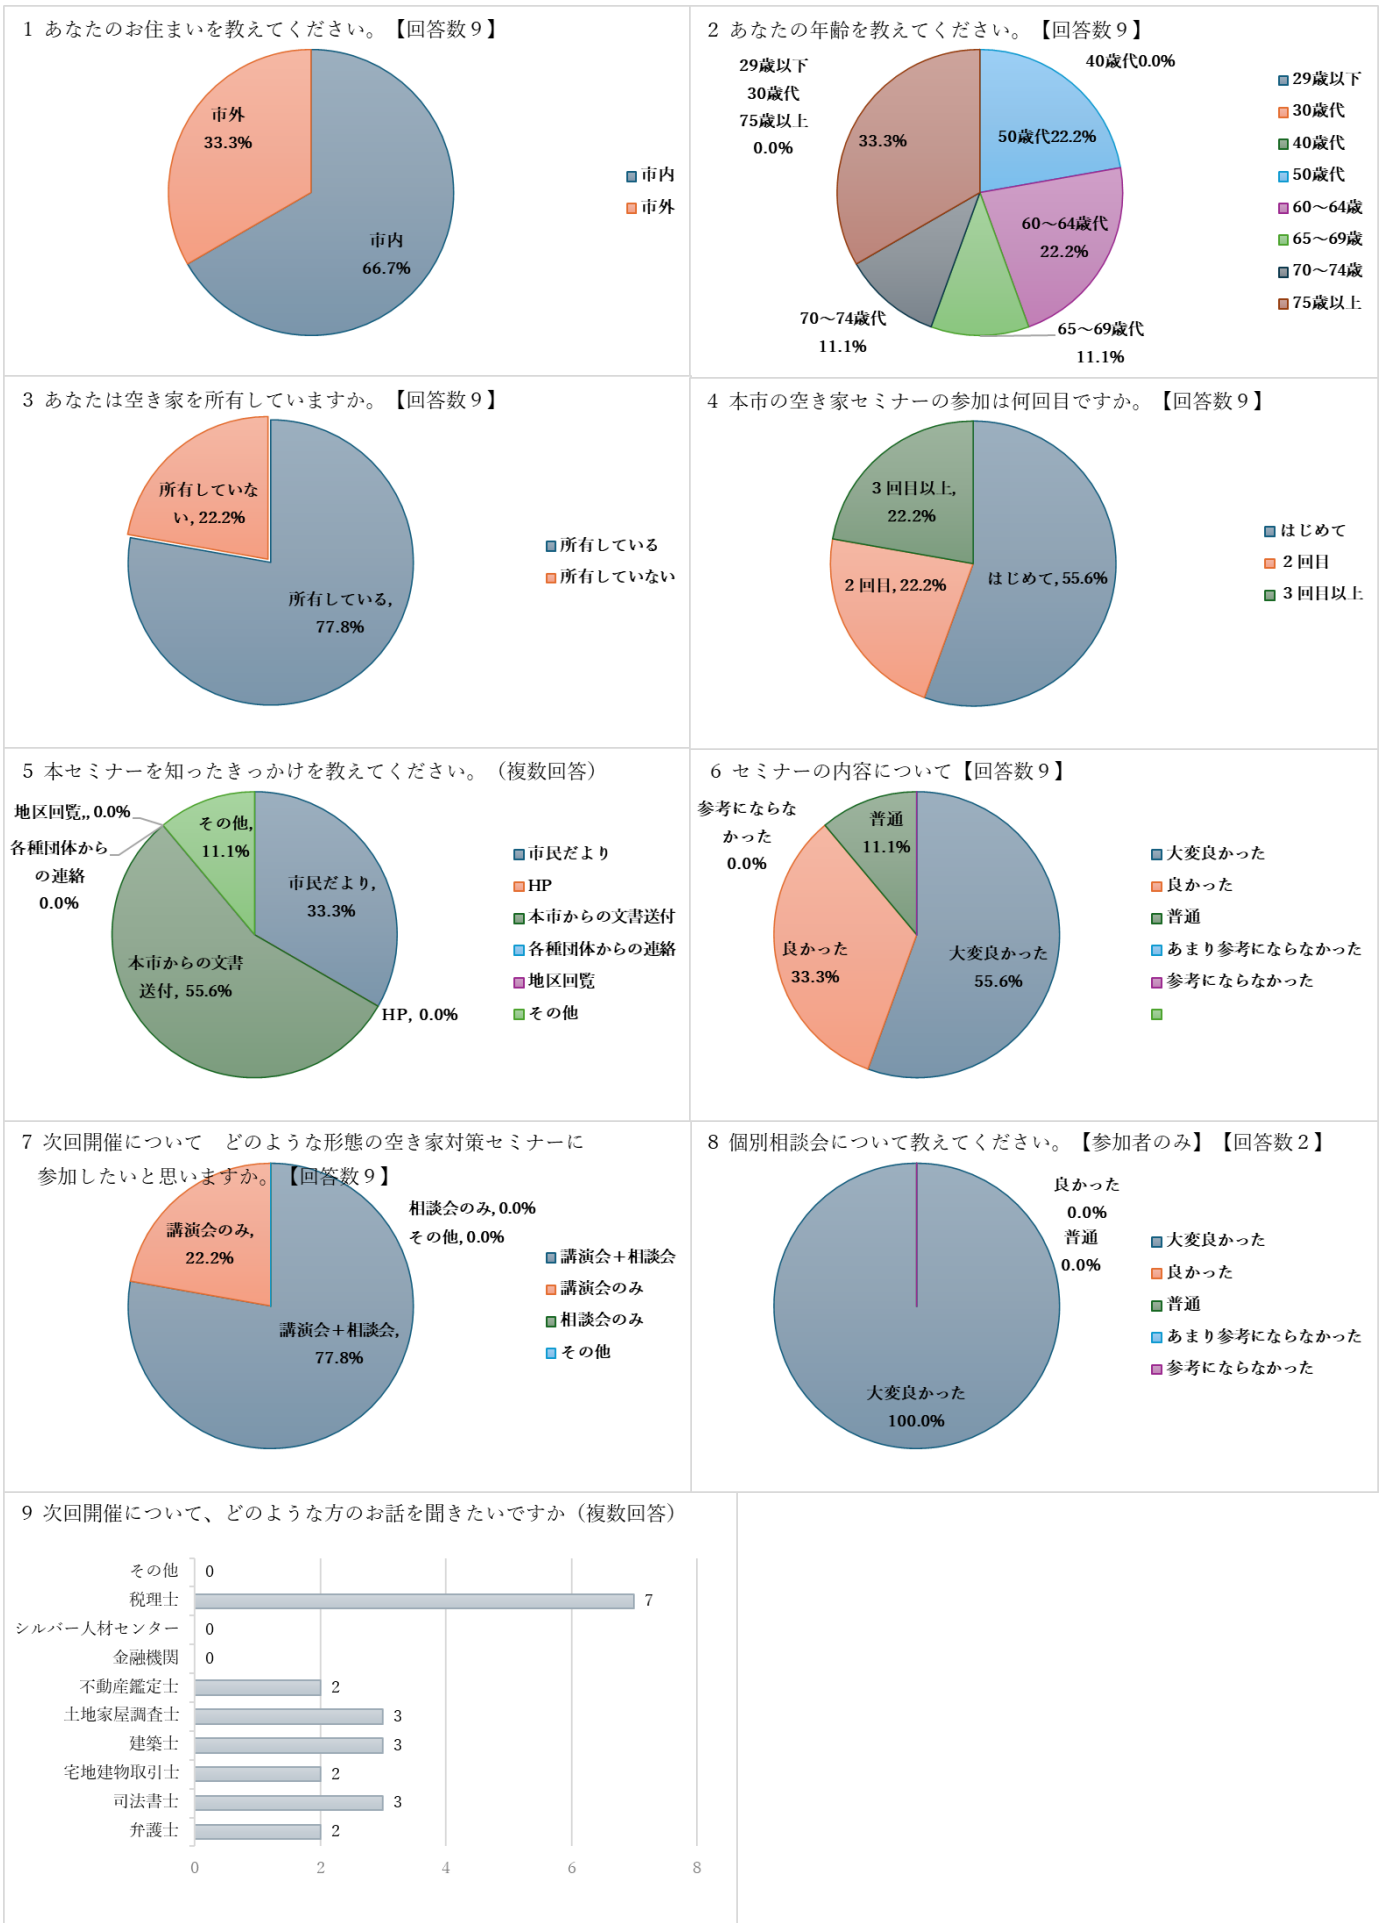 1 あなたのお住まいを教えてください。【回答数９】
市外
33.3%
市内
66.7%
市内
市外
2 あなたの年齢を教えてください。【回答数９】
29歳以下
30歳代
75歳以上
0.0%
40歳代0.0%
33.3%
50歳代22.2%
60～64歳代
22.2%
70～74歳代
11.1%
65～69歳代
11.1%
29歳以下
30歳代
40歳代
50歳代
60～64歳
65～69歳
70～74歳
75歳以上
3 あなたは空き家を所有していますか。【回答数９】
所有していな
い, 22.2%
所有している,
77.8%
所有している
所有していない
4 本市の空き家セミナーの参加は何回目ですか。【回答数９】
３回目以上,
22.2%
２回目, 22.2%
はじめて, 55.6%
はじめて
２回目
３回目以上
5 本セミナーを知ったきっかけを教えてください。（複数回答）
地区回覧,, 0.0%
各種団体から
の連絡
0.0%
その他,
11.1%
市民だより,
33.3%
本市からの文書
送付, 55.6%
HP, 0.0%
市民だより
HP
本市からの文書送付
各種団体からの連絡
地区回覧
その他
6 セミナーの内容について【回答数９】
参考にならな
かった
0.0%
普通
11.1%
良かった
33.3%
大変良かった
55.6%
大変良かった
良かった
普通
あまり参考にならなかった
参考にならなかった
7 次回開催について　どのような形態の空き家対策セミナーに
参加したいと思いますか。【回答数９】
相談会のみ, 0.0%
その他, 0.0%
講演会のみ,
22.2%
講演会＋相談会,
77.8%
講演会＋相談会
講演会のみ
相談会のみ
その他
8 個別相談会について教えてください。【参加者のみ】【回答数２】
良かった
0.0%
普通
0.0%
大変良かった
100.0%
大変良かった
良かった
普通
あまり参考にならなかった
参考にならなかった
9 次回開催について、どのような方のお話を聞きたいですか（複数回答）
その他 0
税理士 7
シルバー人材センター 0
金融機関 0
不動産鑑定士 2
土地家屋調査士 3
建築士 3
宅地建物取引士 2
司法書士 3
弁護士 2
0 2 4 6 8